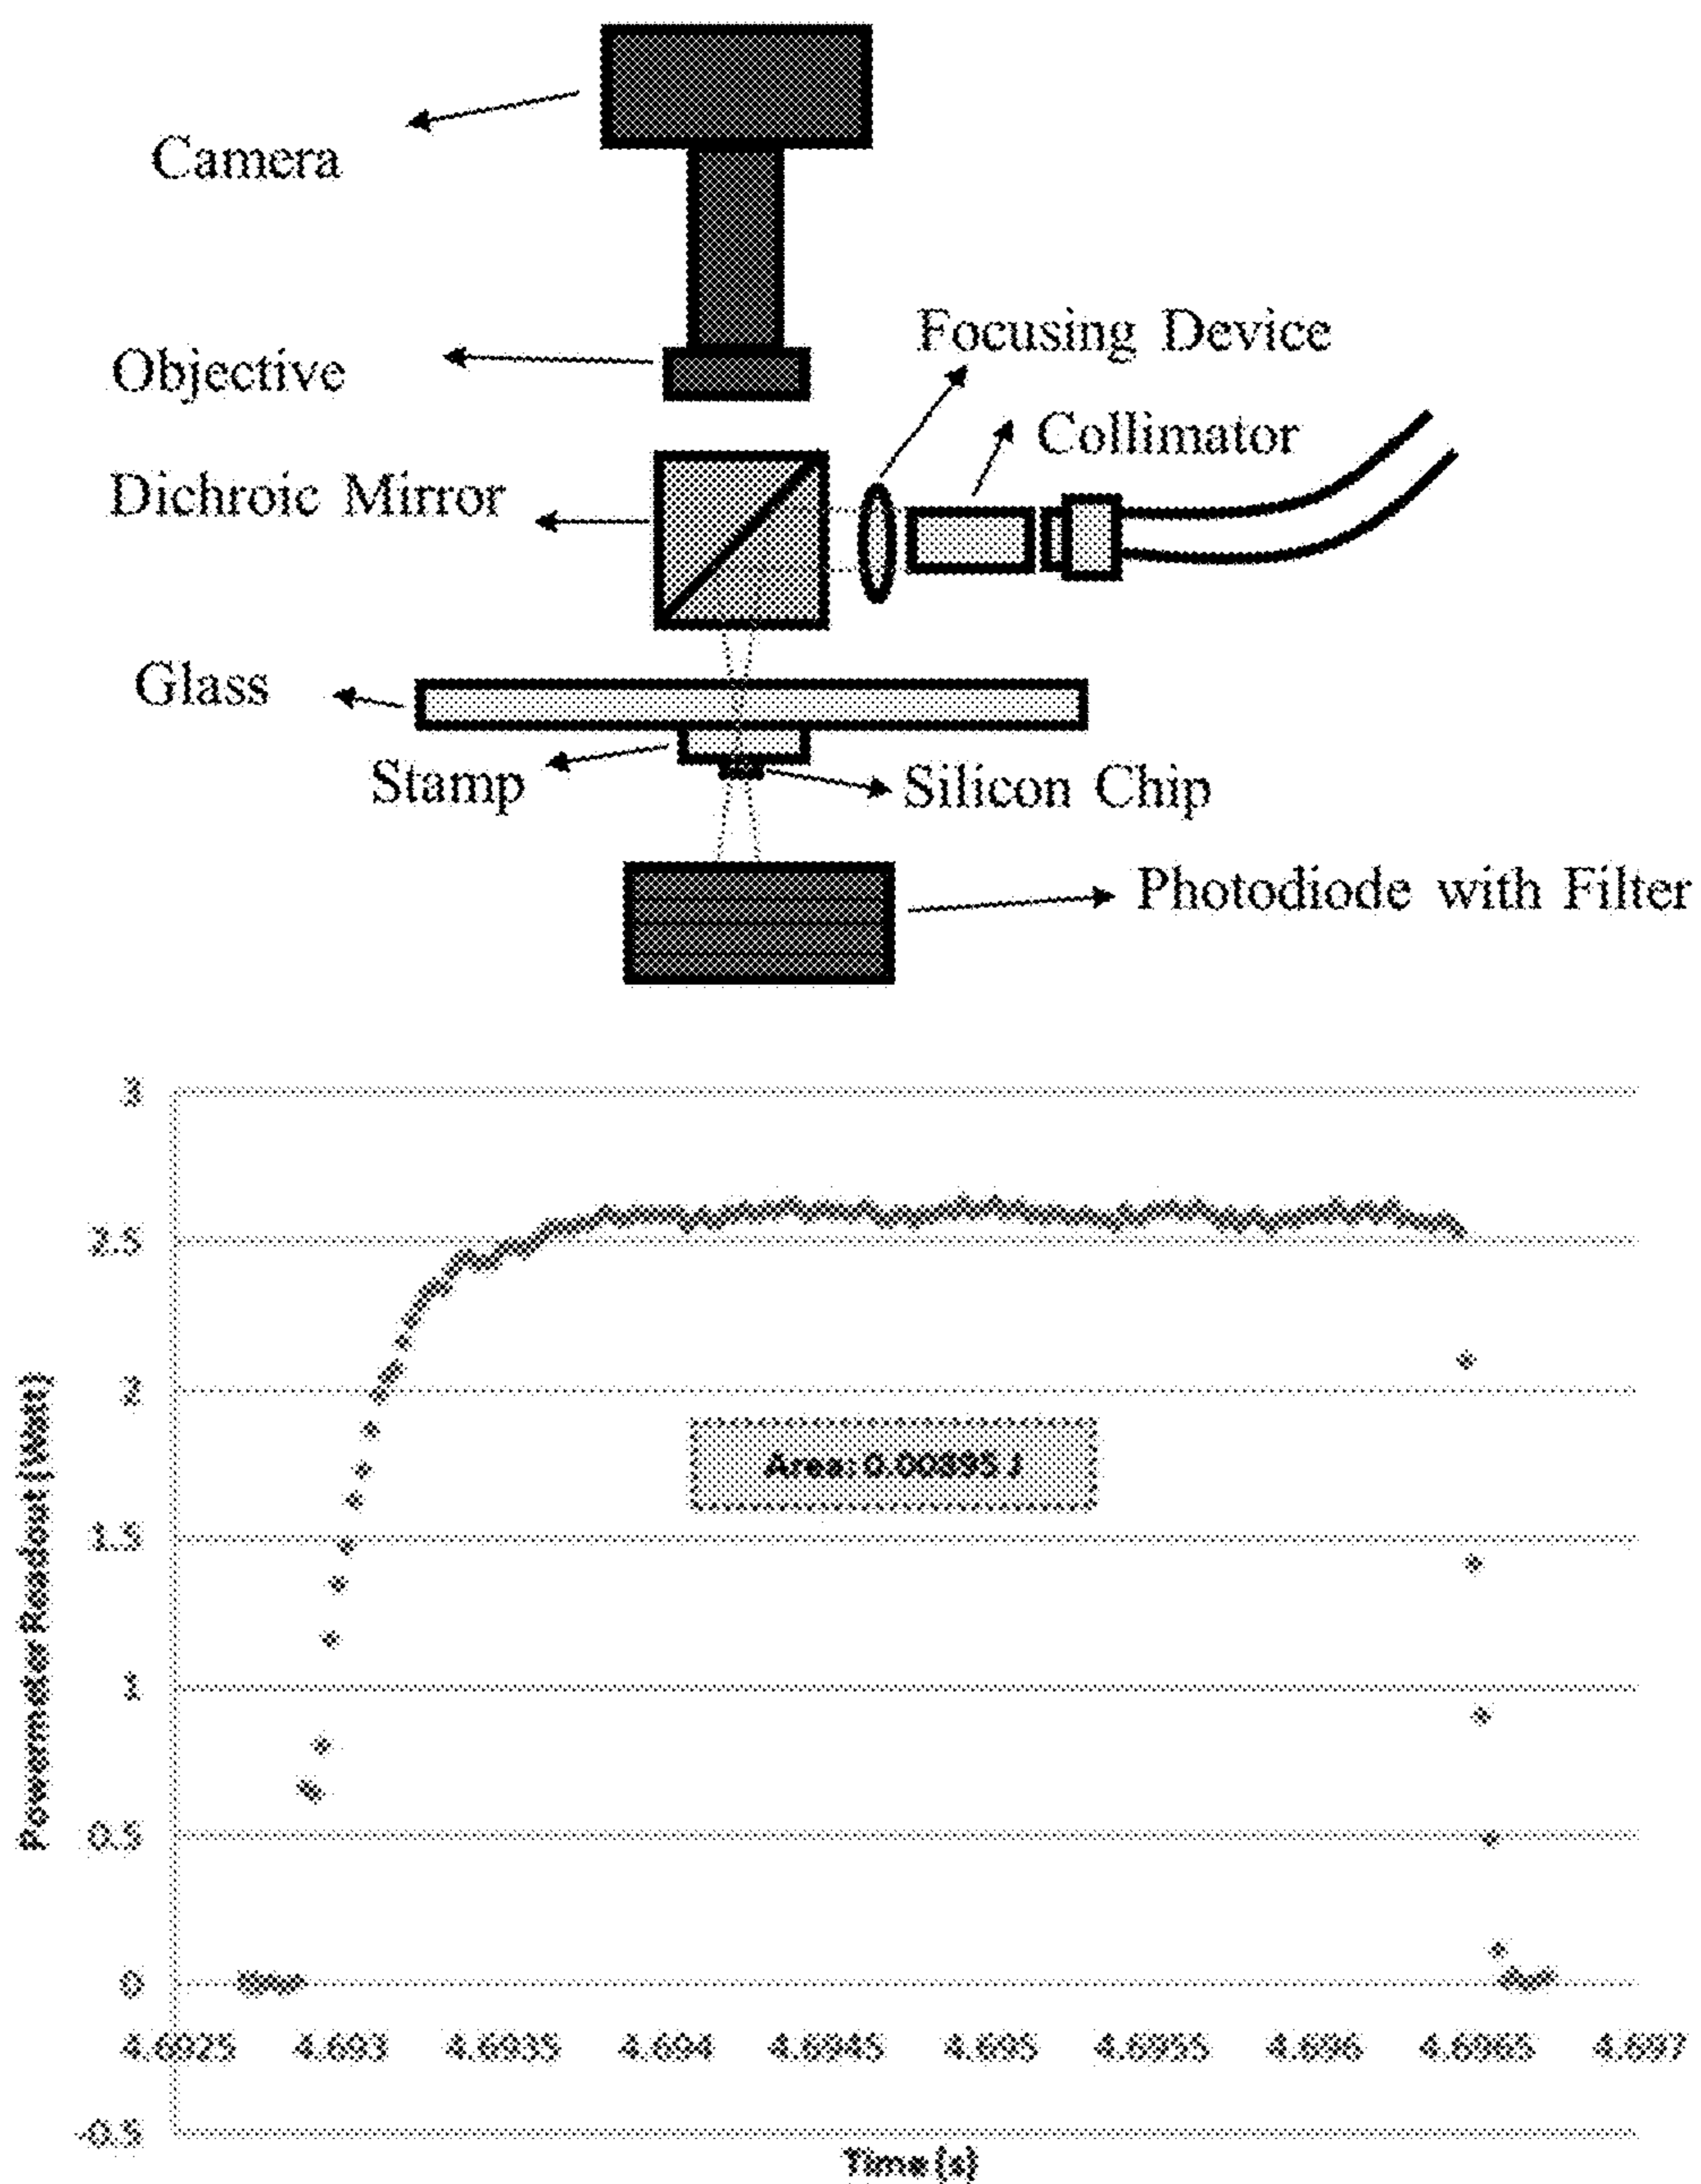 Camera
Objective
Focusing Device
Collimator
Dichroic Mirror
Glass
Stamp
Silicon Chip
Photodiode with Filter
3
2.5
2
1.5
1
0.5
0
-0.5
Powermeter Readout (Watt)
Area: 0.00895 J
4.6925 4.693 4.6935 4.694 4.6945 4.695 4.6955 4.696 4.6965 4.697
Time (s)